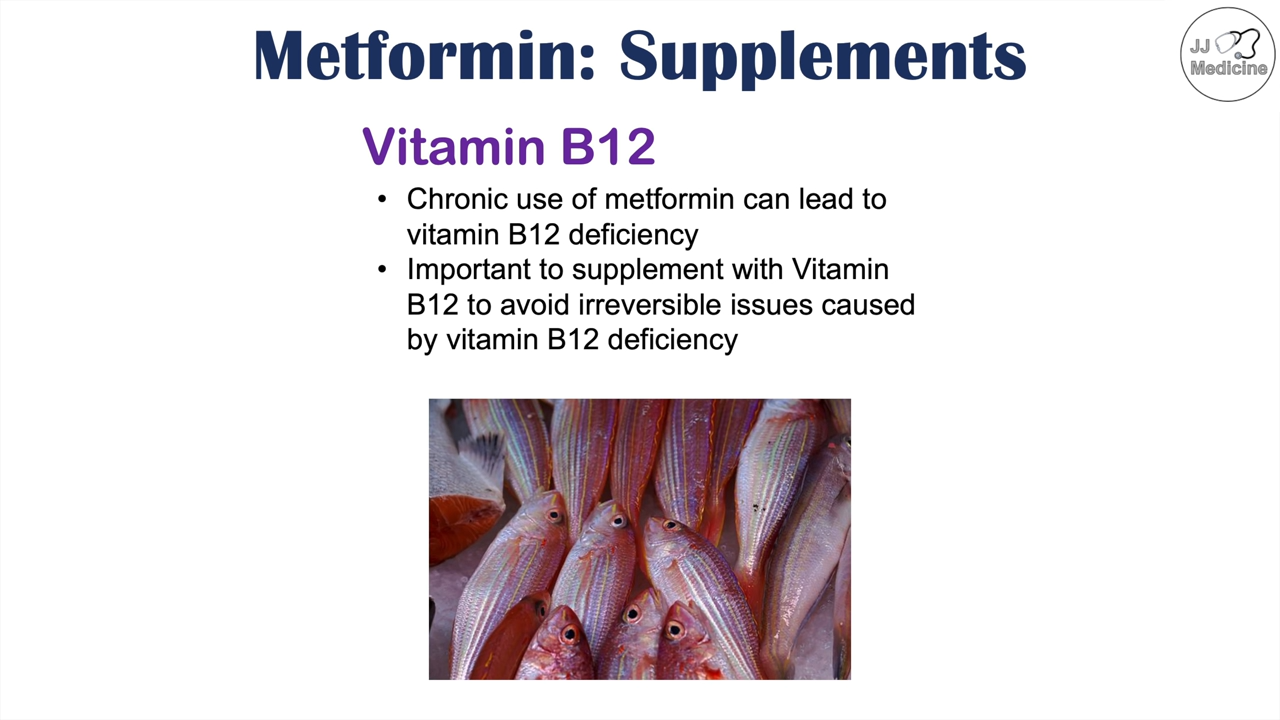 Metformin: Supplements
JJ
Medicine
Vitamin B12
• Chronic use of metformin can lead to
vitamin B12 deficiency
• Important to supplement with Vitamin
B12 to avoid irreversible issues caused
by vitamin B12 deficiency